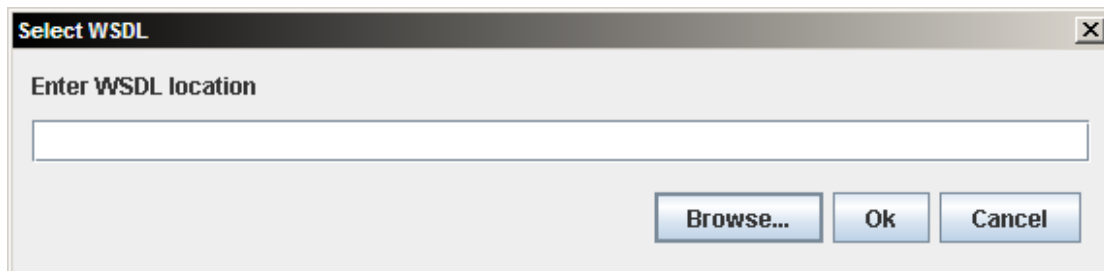 Select WSDL
Enter WSDL location
Browse... Ok Cancel